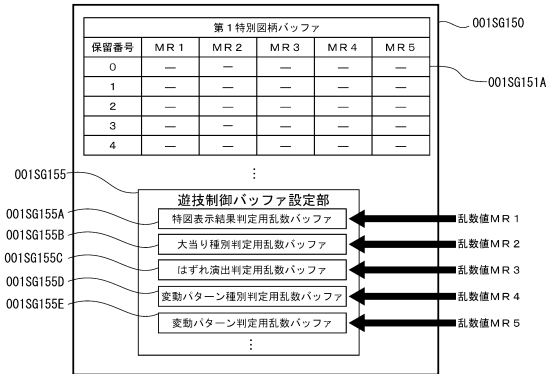 001SG150
第1特別図柄バッファ
保留番号 MR1 MR2 MR3 MR4 MR5
0 ― ― ― ― ―
1 ― ― ― ― ―
2 ― ― ― ― ―
3 ― ― ― ― ―
4 ― ― ― ― ―
001SG151A
⋮
001SG155
遊技制御バッファ設定部
001SG155A 特図表示結果判定用乱数バッファ 乱数値MR1
001SG155B 大当り種別判定用乱数バッファ 乱数値MR2
001SG155C はずれ演出判定用乱数バッファ 乱数値MR3
001SG155D 変動パターン種別判定用乱数バッファ 乱数値MR4
001SG155E 変動パターン判定用乱数バッファ 乱数値MR5
⋮